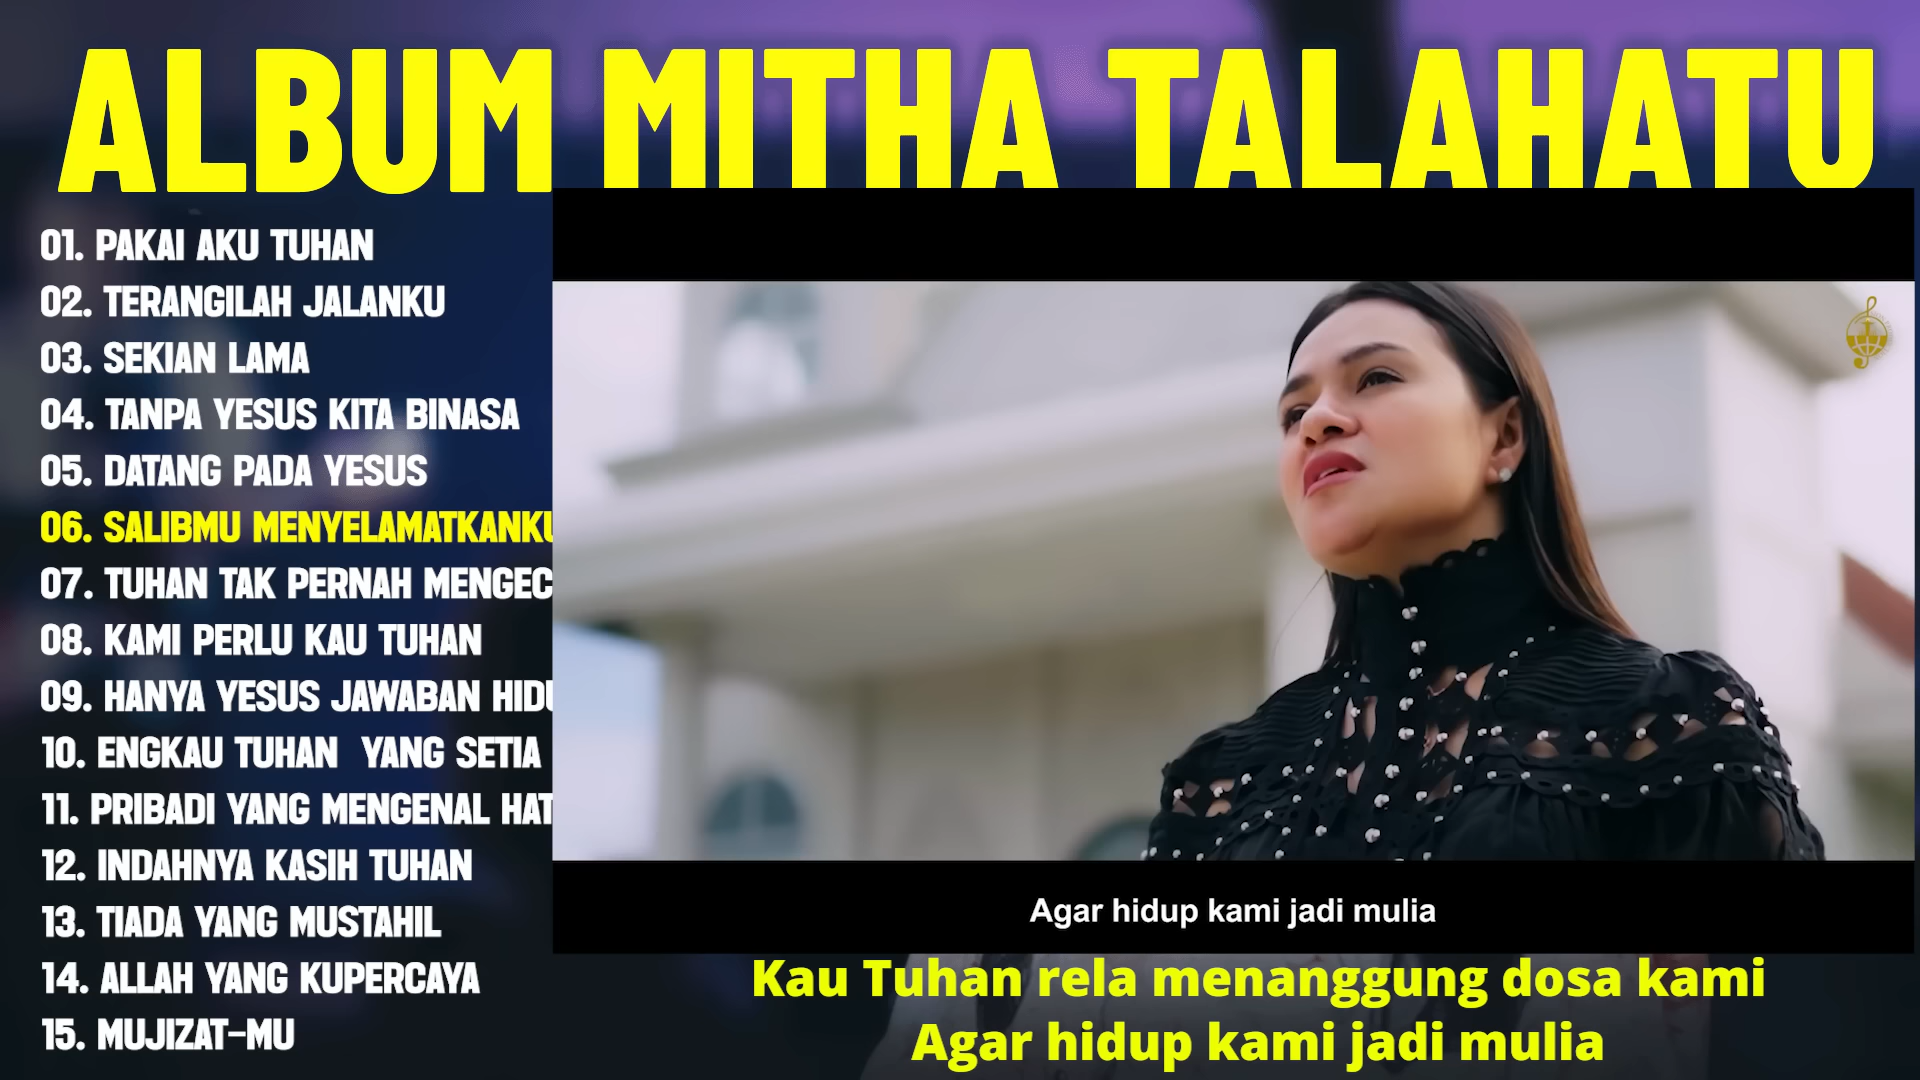 ALBUM MITHA TALAHATU
01. PAKAI AKU TUHAN
02. TERANGILAH JALANKU
03. SEKIAN LAMA
04. TANPA YESUS KITA BINASA
05. DATANG PADA YESUS
06. SALIBMU MENYELAMATKANKU
07. TUHAN TAK PERNAH MENGEC
08. KAMI PERLU KAU TUHAN
09. HANYA YESUS JAWABAN HIDU
10. ENGKAU TUHAN YANG SETIA
11. PRIBADI YANG MENGENAL HAT
12. INDAHNYA KASIH TUHAN
13. TIADA YANG MUSTAHIL
14. ALLAH YANG KUPERCAYA
15. MUJIZAT-MU
Agar hidup kami jadi mulia
Kau Tuhan rela menanggung dosa kami
Agar hidup kami jadi mulia